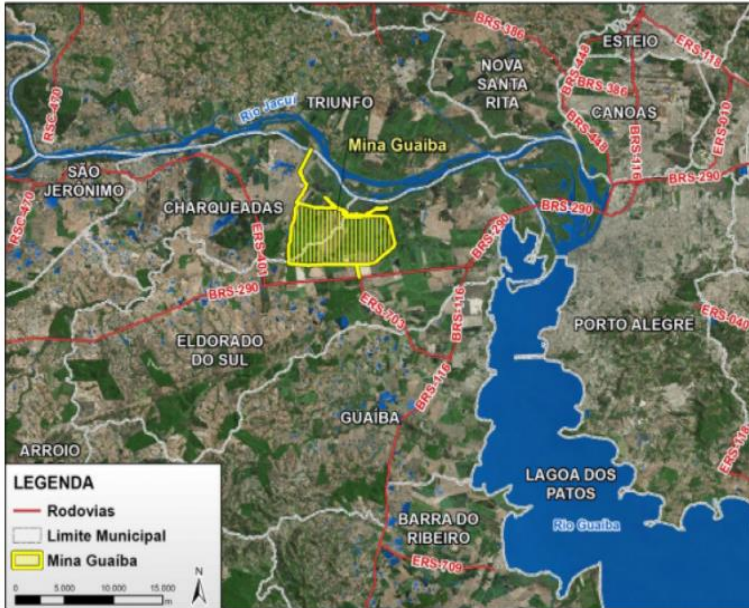 BRS-386
ESTEIO
ERS-118
NOVA
SANTA
RITA
BRS-448
BRS-386
RSC-470
TRIUNFO
Rio Jacuí
CANOAS
ERS-010
Mina Guaíba
BRS-448
BRS-116
SÃO
JERÔNIMO
BRS-290
CHARQUEADAS
RSC-470
ERS-401
BRS-290
BRS-290
BRS-290
BRS-116
ERS-703
PORTO ALEGRE
ERS-040
ELDORADO
DO SUL
BRS-116
GUAÍBA
ARROIO
ERS-118
LAGOA DOS
PATOS
Rio Guaíba
BARRA DO
RIBEIRO
ERS-709
LEGENDA
Rodovias
Limite Municipal
Mina Guaíba
0 5.000 10.000 15.000
m
N